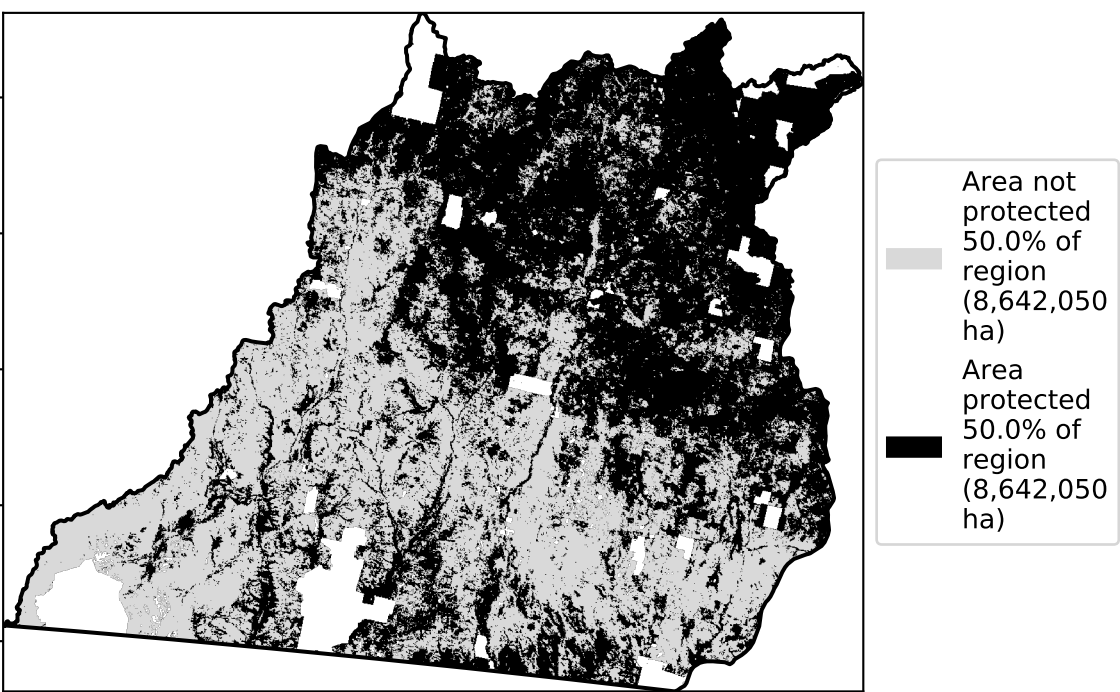 Area not
protected
50.0% of
region
(8,642,050
ha)
Area
protected
50.0% of
region
(8,642,050
ha)